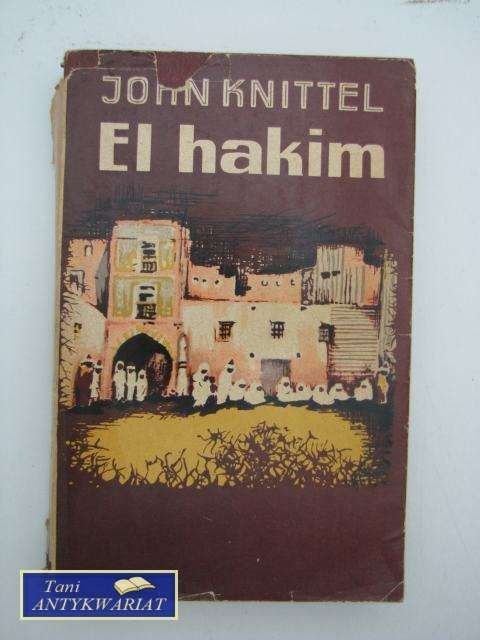 JOHN KNITTEL
El hakim
Tani
ANTYKWARIAT